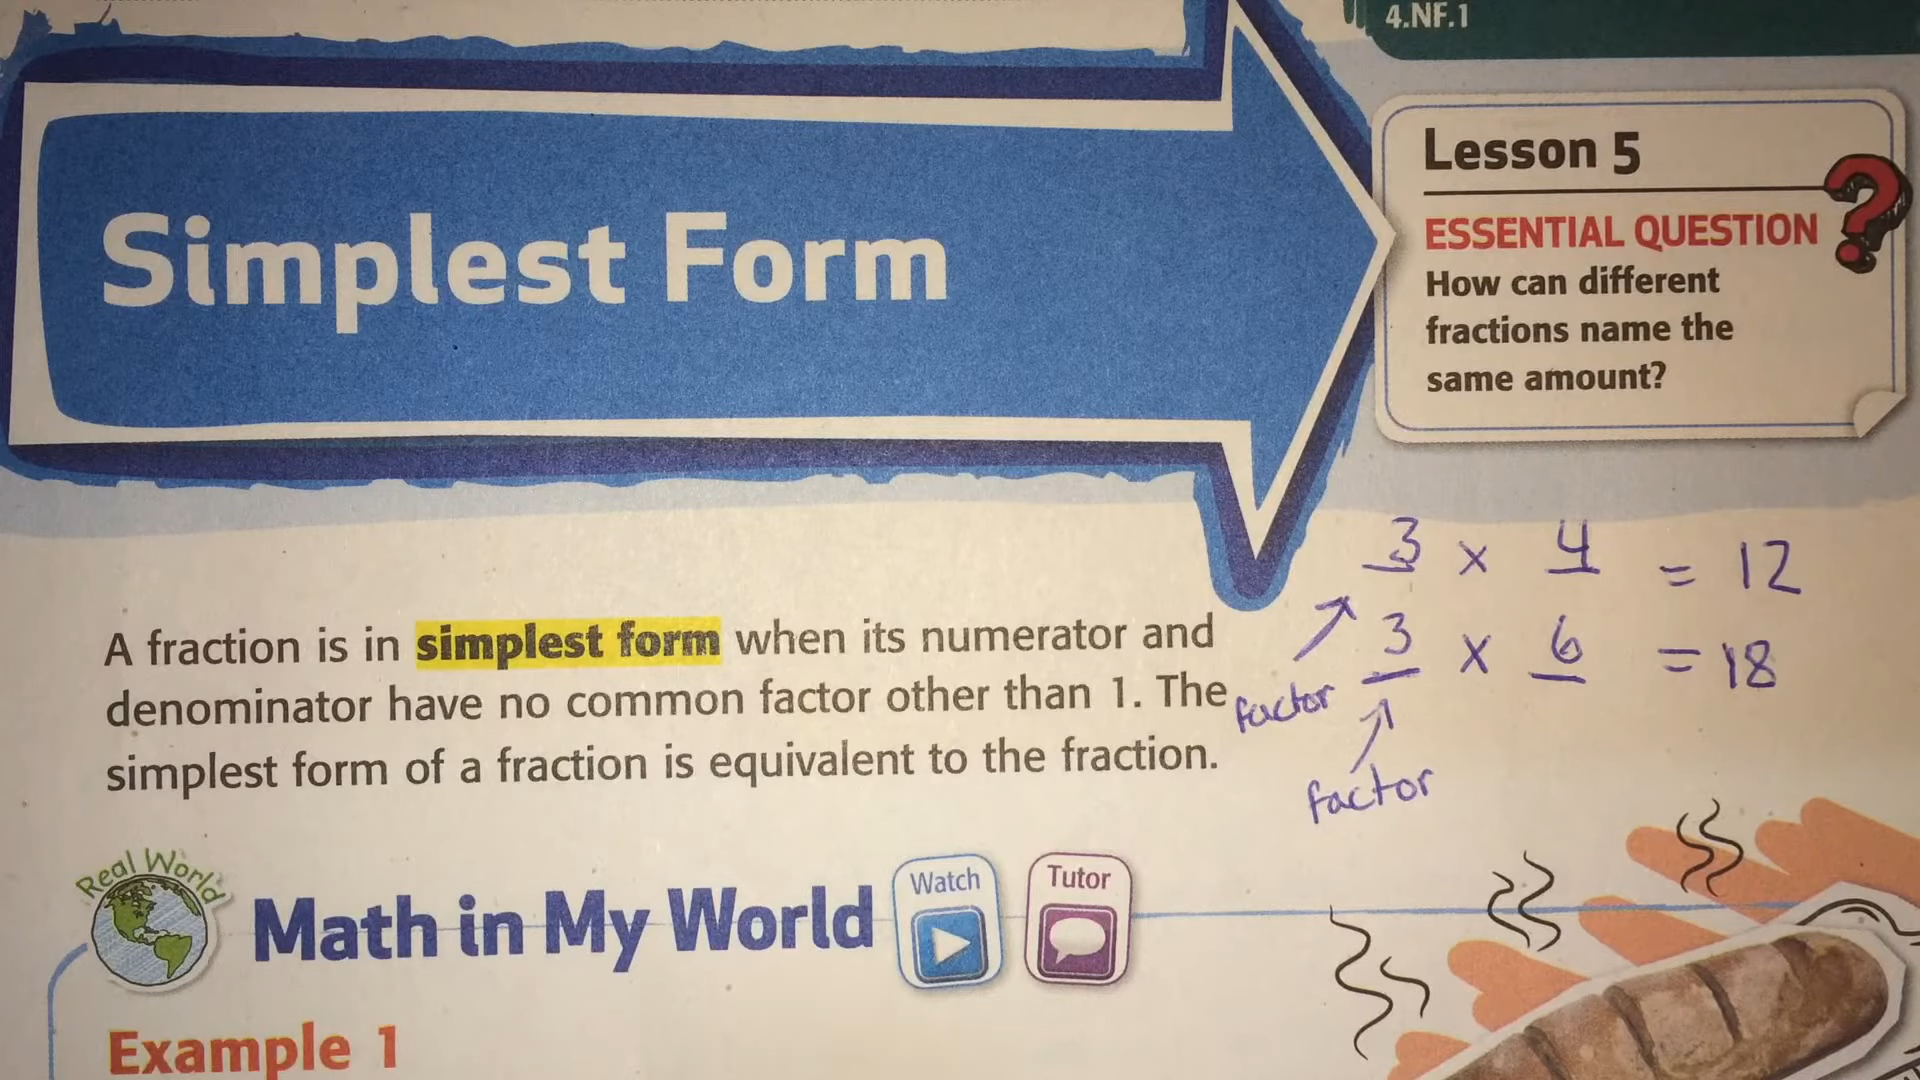 4.NF.1
Simplest Form
Lesson 5
ESSENTIAL QUESTION
How can different
fractions name the
same amount?
?
3 x 4 = 12
3 x 6 = 18
factor
factor
A fraction is in simplest form when its numerator and
denominator have no common factor other than 1. The
simplest form of a fraction is equivalent to the fraction.
Real World
Math in My World
Watch
Tutor
Example 1